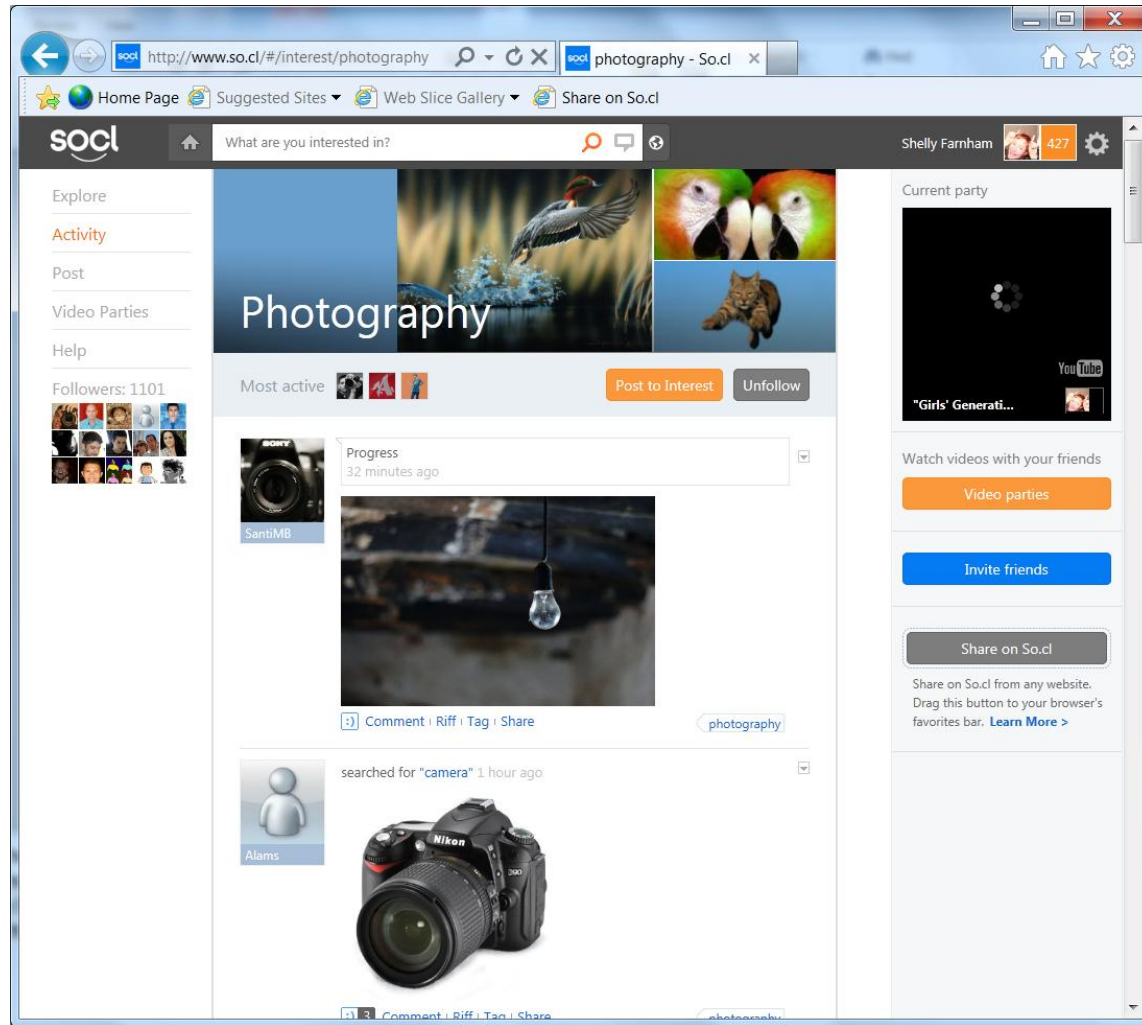 http://www.so.cl/#/interest/photography
socl photography - So.cl
Home Page Suggested Sites Web Slice Gallery Share on So.cl
socl
What are you interested in?
Shelly Farnham
427
Explore
Activity
Post
Video Parties
Help
Followers: 1101
Photography
Most active
Post to Interest
Unfollow
SONY
SantiMB
Progress
32 minutes ago
:) Comment Riff Tag Share
photography
Alams
searched for "camera" 1 hour ago
Nikon
D90
:) 3 Comment Riff Tag Share
photography
Current party
YouTube
"Girls' Generati...
Watch videos with your friends
Video parties
Invite friends
Share on So.cl
Share on So.cl from any website.
Drag this button to your browser's
favorites bar. Learn More >